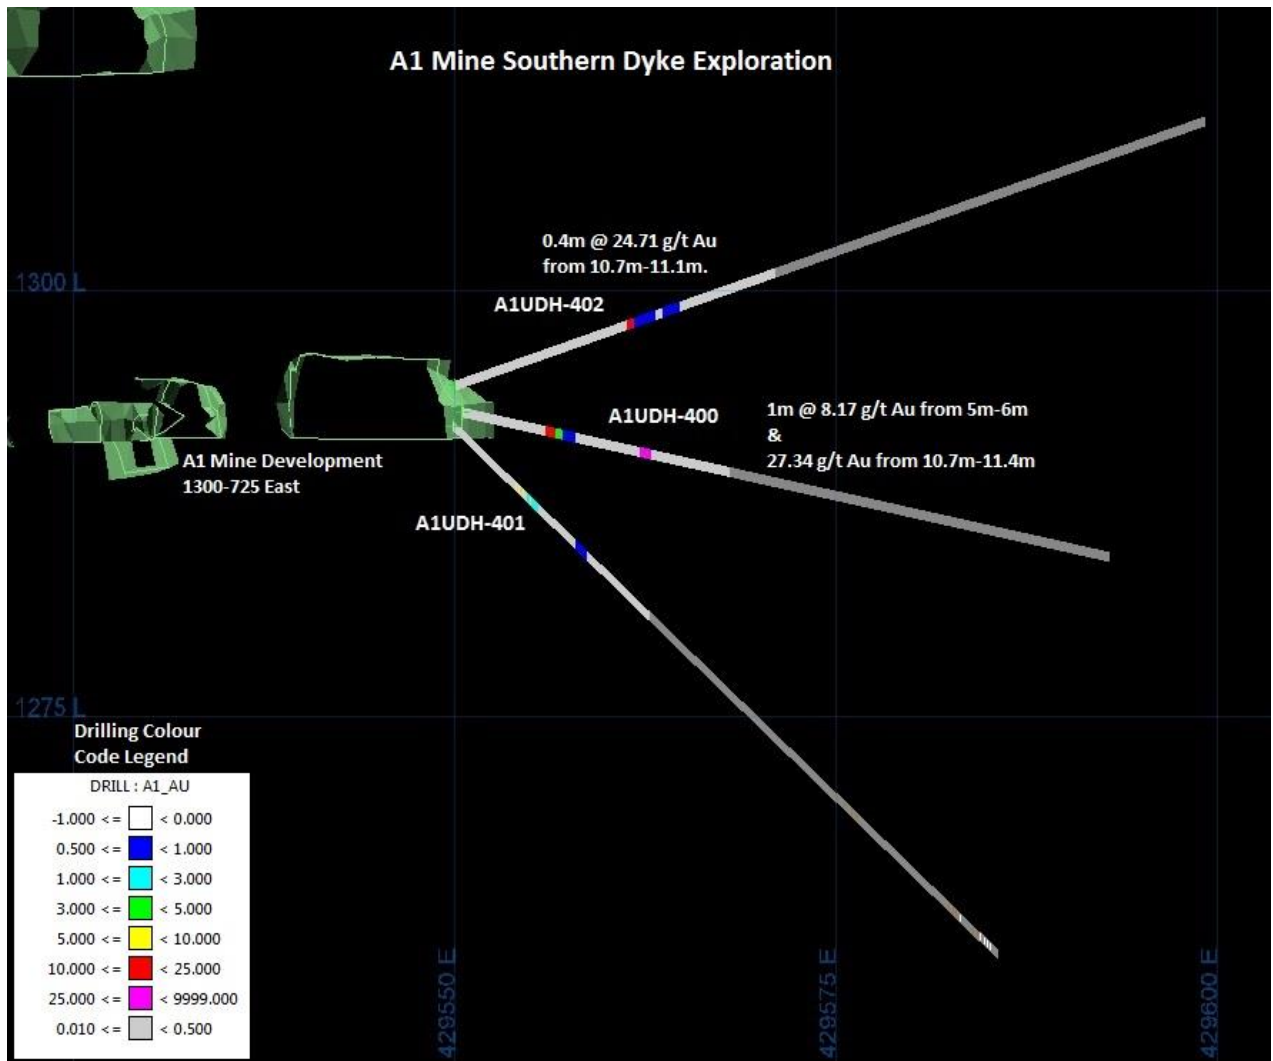 A1 Mine Southern Dyke Exploration
0.4m @ 24.71 g/t Au
from 10.7m-11.1m.
1300 L
A1UDH-402
A1UDH-400
1m @ 8.17 g/t Au from 5m-6m
&
27.34 g/t Au from 10.7m-11.4m
A1 Mine Development
1300-725 East
A1UDH-401
1275 L
Drilling Colour
Code Legend
DRILL : A1_AU
-1.000 <= < 0.000
0.500 <= < 1.000
1.000 <= < 3.000
3.000 <= < 5.000
5.000 <= < 10.000
10.000 <= < 25.000
25.000 <= < 9999.000
0.010 <= < 0.500
429550 E
429575 E
429600 E